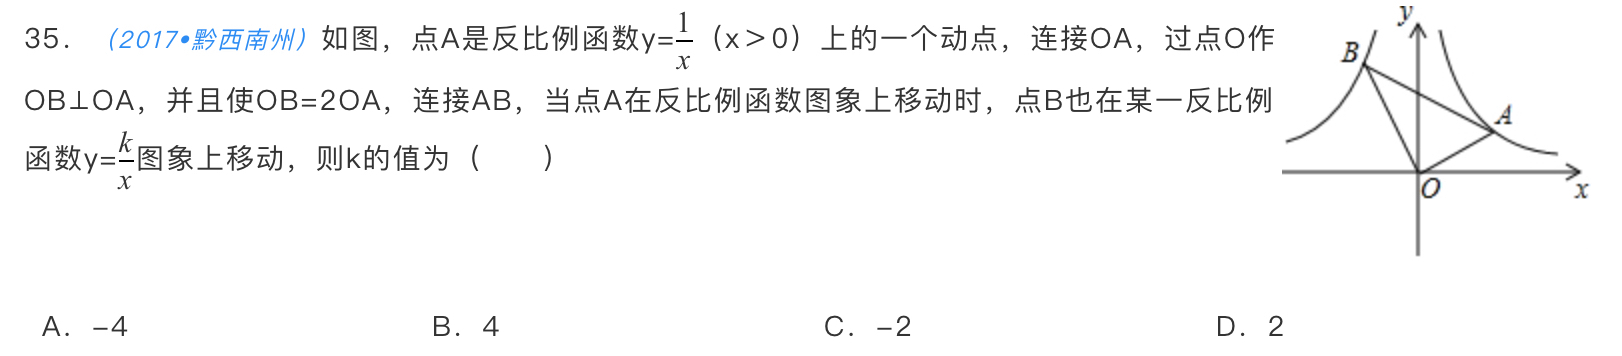 35. （2017•黔西南州）如图，点A是反比例函数y=1/x（x＞0）上的一个动点，连接OA，过点O作
OB⊥OA，并且使OB=2OA，连接AB，当点A在反比例函数图象上移动时，点B也在某一反比例
函数y=k/x图象上移动，则k的值为（　　）
y
B
A
O
x
A. -4 B. 4 C. -2 D. 2